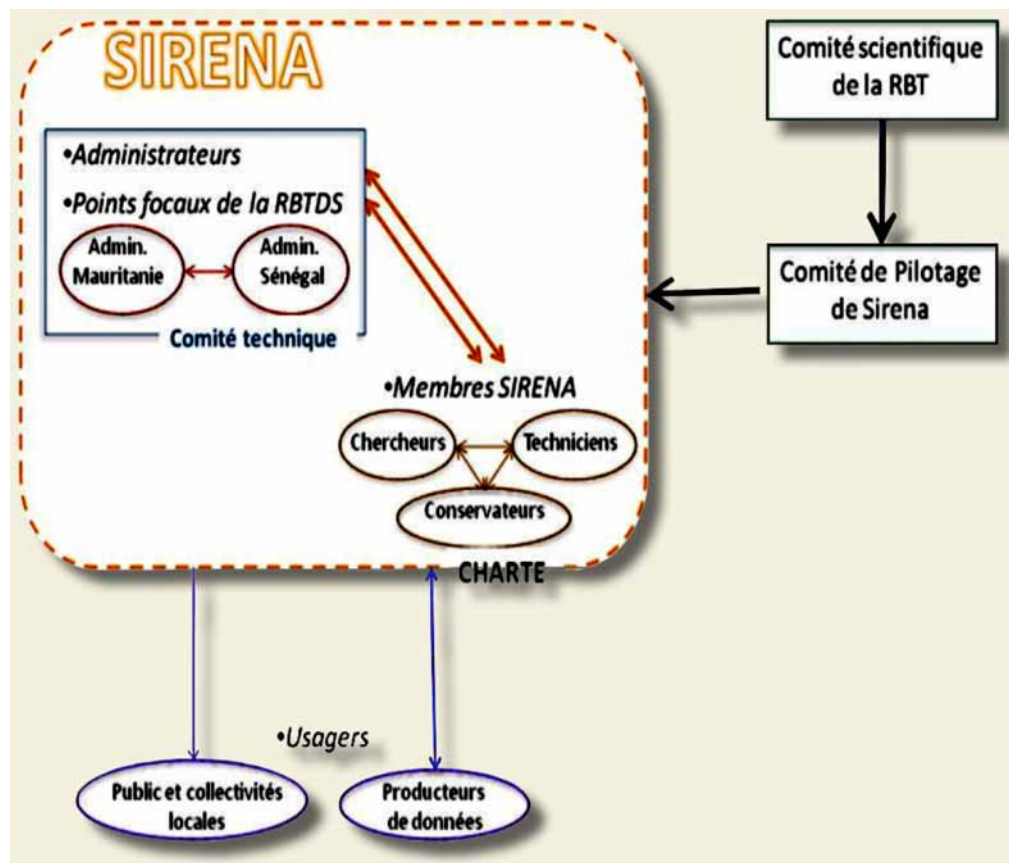 SIRENA
•Administrateurs
•Points focaux de la RBTDS
Admin.
Mauritanie
Admin.
Sénégal
Comité technique
•Membres SIRENA
Chercheurs
Techniciens
Conservateurs
CHARTE
Comité scientifique
de la RBT
Comité de Pilotage
de Sirena
•Usagers
Public et collectivités
locales
Producteurs
de données